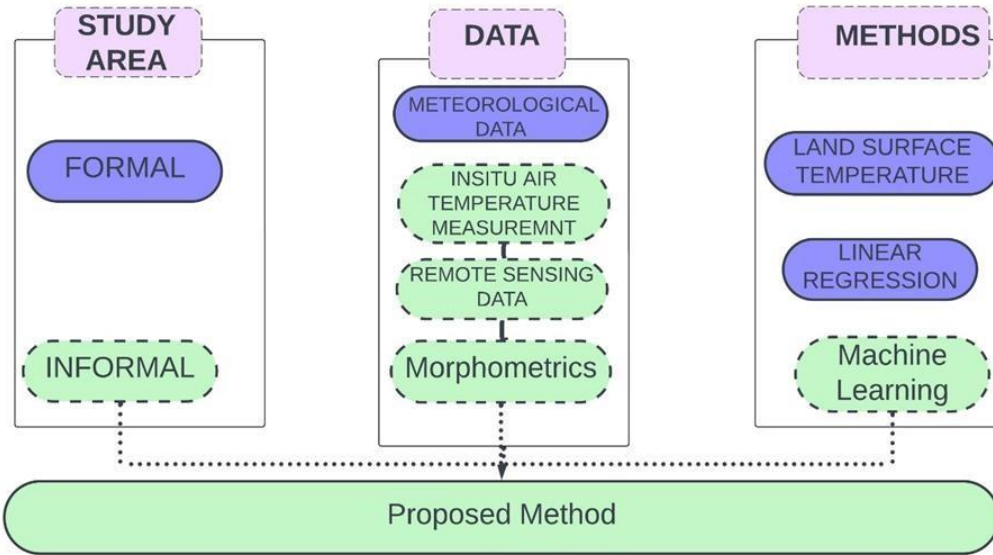 STUDY
AREA
FORMAL
INFORMAL
DATA
METEOROLOGICAL
DATA
INSITU AIR
TEMPERATURE
MEASUREMNT
REMOTE SENSING
DATA
Morphometrics
METHODS
LAND SURFACE
TEMPERATURE
LINEAR
REGRESSION
Machine
Learning
Proposed Method